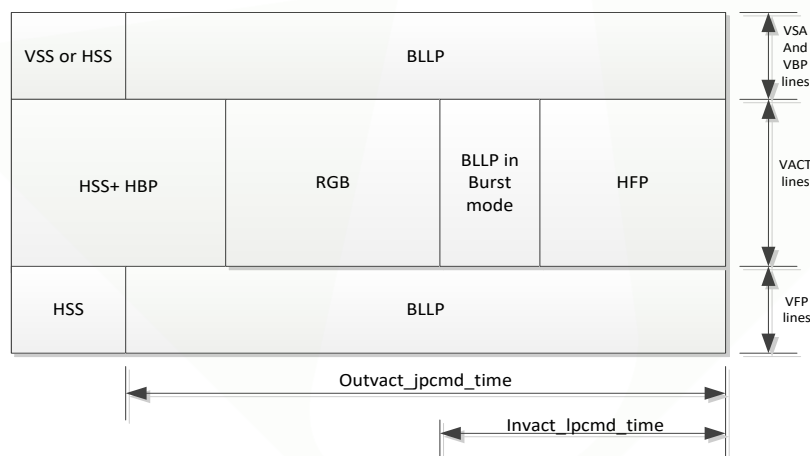 VSS or HSS
BLLP
VSA
And
VBP
lines
HSS+ HBP
RGB
BLLP in
Burst
mode
HFP
VACT
lines
HSS
BLLP
VFP
lines
Outvact_jpcmd_time
Invact_lpcmd_time